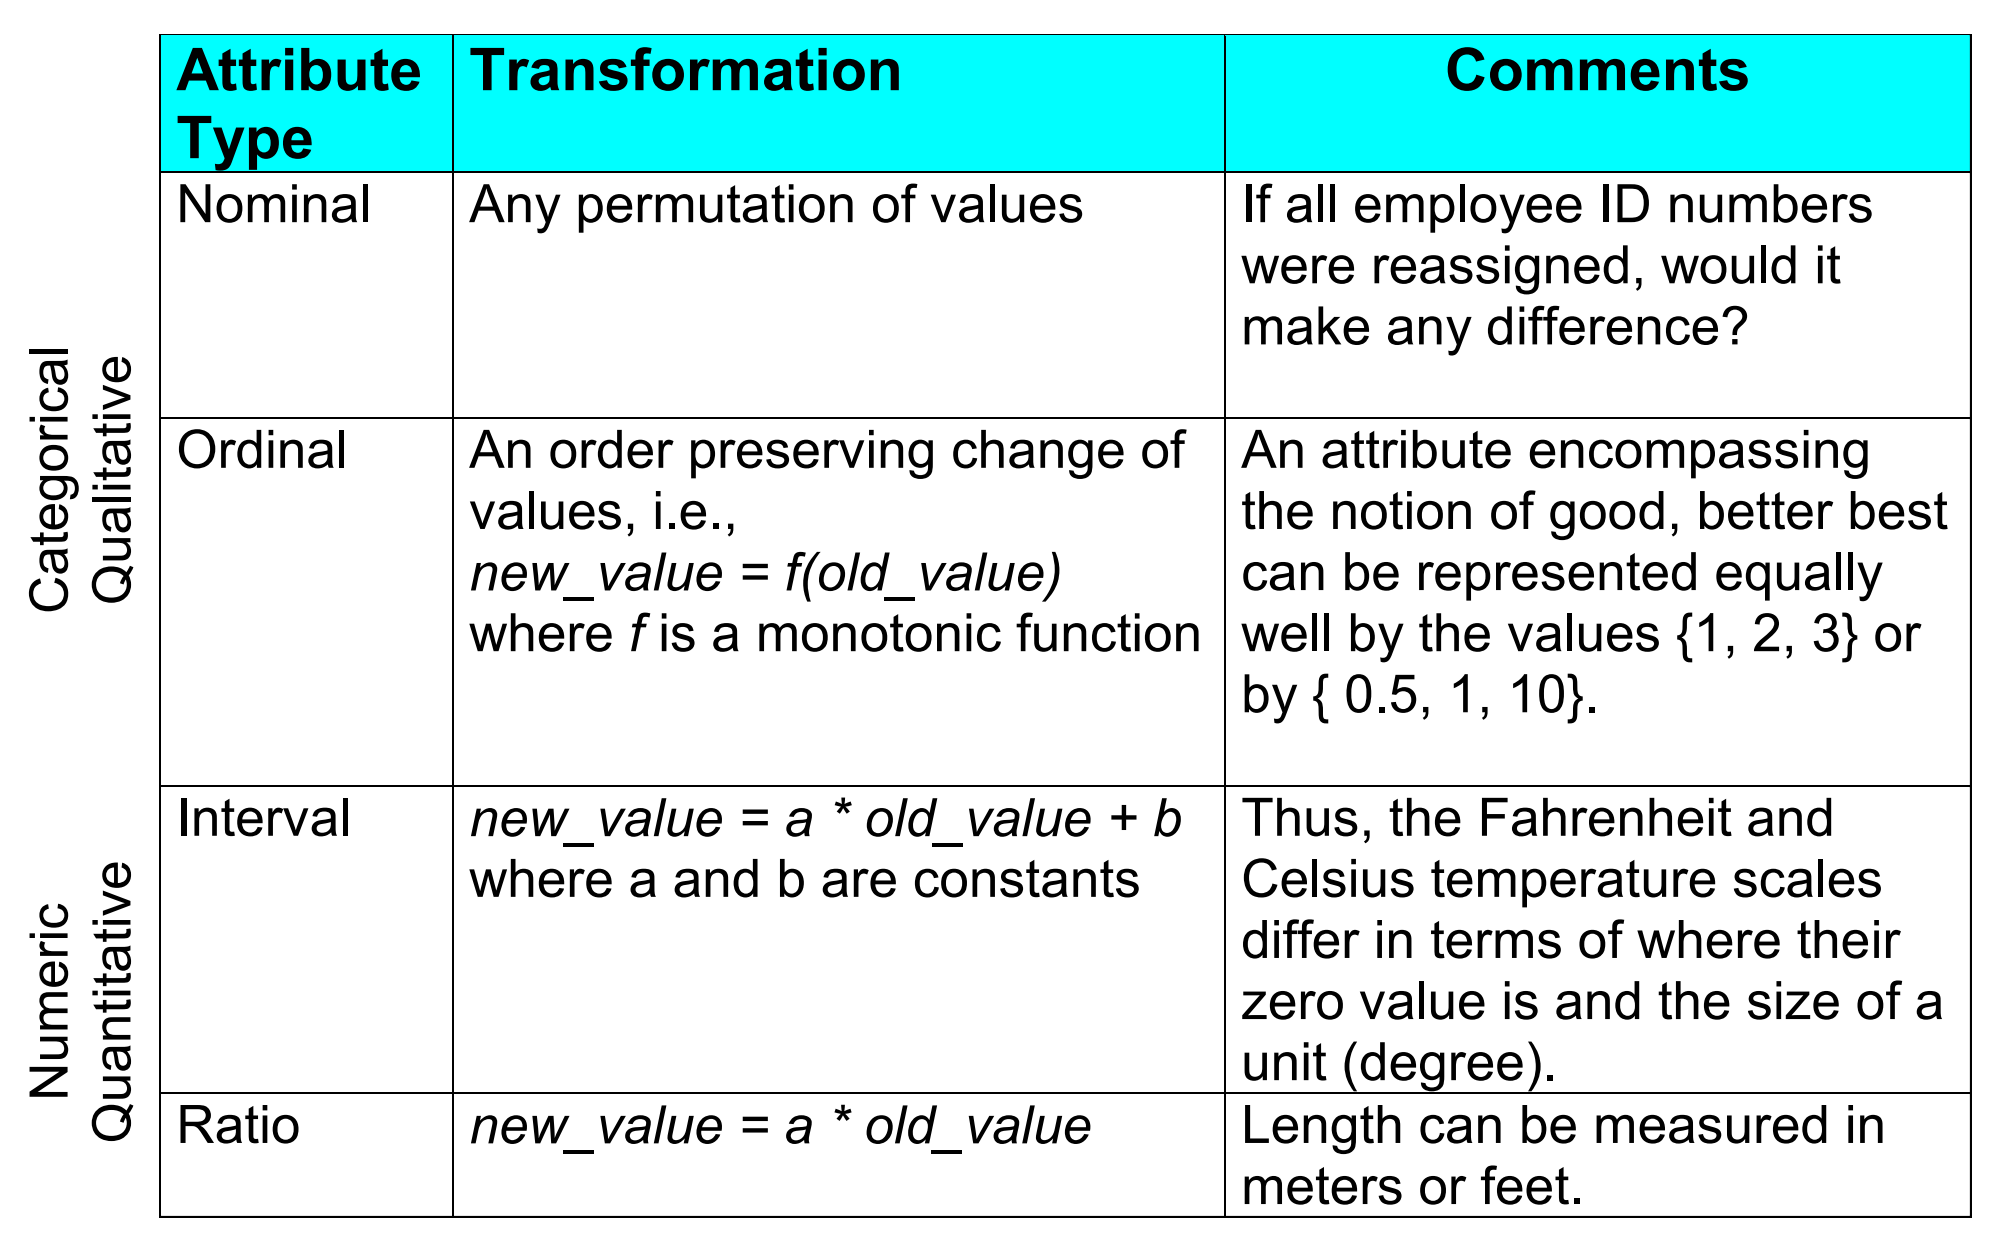 Attribute Type
Transformation
Comments
Categorical
Qualitative
Nominal
Any permutation of values
If all employee ID numbers
were reassigned, would it
make any difference?
Ordinal
An order preserving change of
values, i.e.,
new_value = f(old_value)
where f is a monotonic function
An attribute encompassing
the notion of good, better best
can be represented equally
well by the values {1, 2, 3} or
by { 0.5, 1, 10}.
Numeric
Quantitative
Interval
new_value = a * old_value + b
where a and b are constants
Thus, the Fahrenheit and
Celsius temperature scales
differ in terms of where their
zero value is and the size of a
unit (degree).
Ratio
new_value = a * old_value
Length can be measured in
meters or feet.